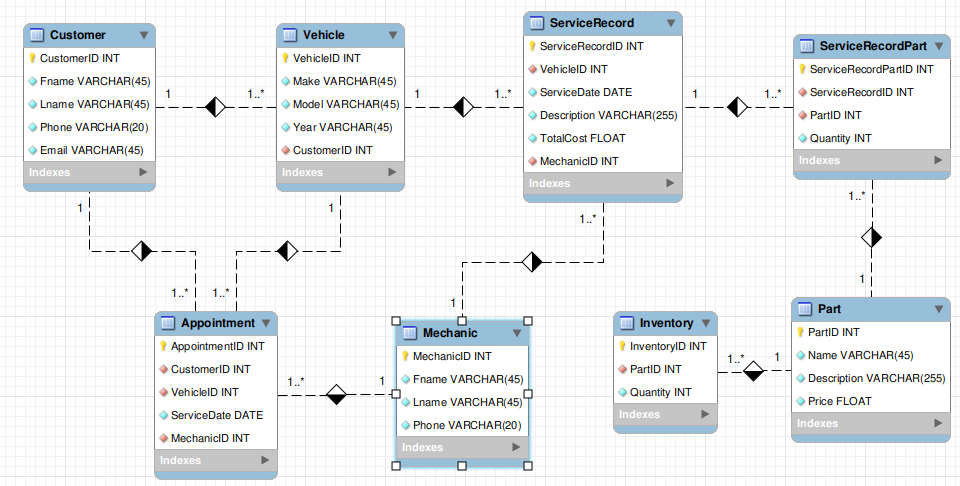 Customer
CustomerID INT
Fname VARCHAR(45)
Lname VARCHAR(45)
Phone VARCHAR(20)
Email VARCHAR(45)
Indexes
1
1..*
Vehicle
VehicleID INT
Make VARCHAR(45)
Model VARCHAR(45)
Year VARCHAR(45)
CustomerID INT
Indexes
1
1..*
ServiceRecord
ServiceRecordID INT
VehicleID INT
ServiceDate DATE
Description VARCHAR(255)
TotalCost FLOAT
MechanicID INT
Indexes
1
1..*
ServiceRecordPart
ServiceRecordPartID INT
ServiceRecordID INT
PartID INT
Quantity INT
Indexes
1
1..*
1
1..*
1..*
1
1..*
1
Appointment
AppointmentID INT
CustomerID INT
VehicleID INT
ServiceDate DATE
MechanicID INT
Indexes
1..*
1
Mechanic
MechanicID INT
Fname VARCHAR(45)
Lname VARCHAR(45)
Phone VARCHAR(20)
Indexes
Inventory
InventoryID INT
PartID INT
Quantity INT
Indexes
1..*
1
Part
PartID INT
Name VARCHAR(45)
Description VARCHAR(255)
Price FLOAT
Indexes